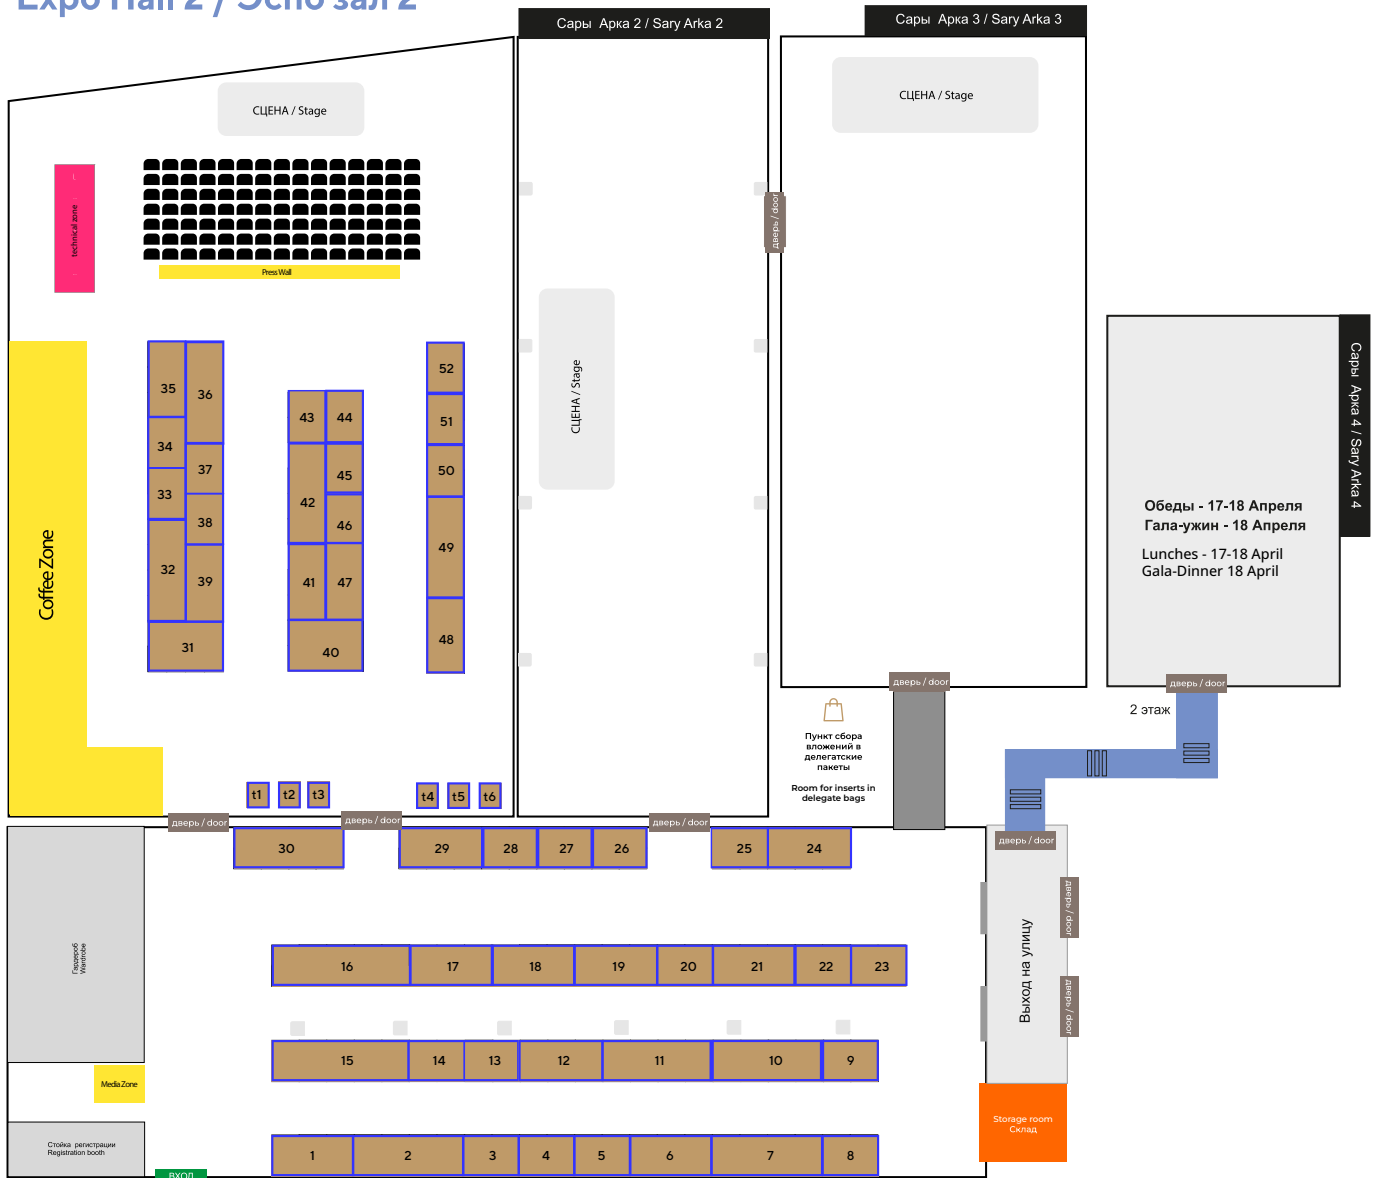 Expo Hall 2 / Экспо зал 2
Сары Арка 2 / Sary Arka 2
Сары Арка 3 / Sary Arka 3
СЦЕНА / Stage
СЦЕНА / Stage
technical zone
Press Wall
дверь / door
СЦЕНА / Stage
Сары Арка 4 / Sary Arka 4
Обеды - 17-18 Апреля
Гала-ужин - 18 Апреля
Lunches - 17-18 April
Gala-Dinner 18 April
Coffee Zone
35
36
34
37
33
38
32
39
31
43
44
42
45
46
41
47
40
52
51
50
49
48
дверь / door
дверь / door
2 этаж
Пункт сбора
вложений в
делегатские
пакеты
Room for inserts in
delegate bags
t1
t2
t3
t4
t5
t6
дверь / door
дверь / door
дверь / door
дверь / door
30
29
28
27
26
25
24
Гардероб
Wardrobe
16
17
18
19
20
21
22
23
Выход на улицу
дверь / door
дверь / door
15
14
13
12
11
10
9
Media Zone
Storage room
Склад
Стойка регистрации
Registration booth
1
2
3
4
5
6
7
8
ВХОД